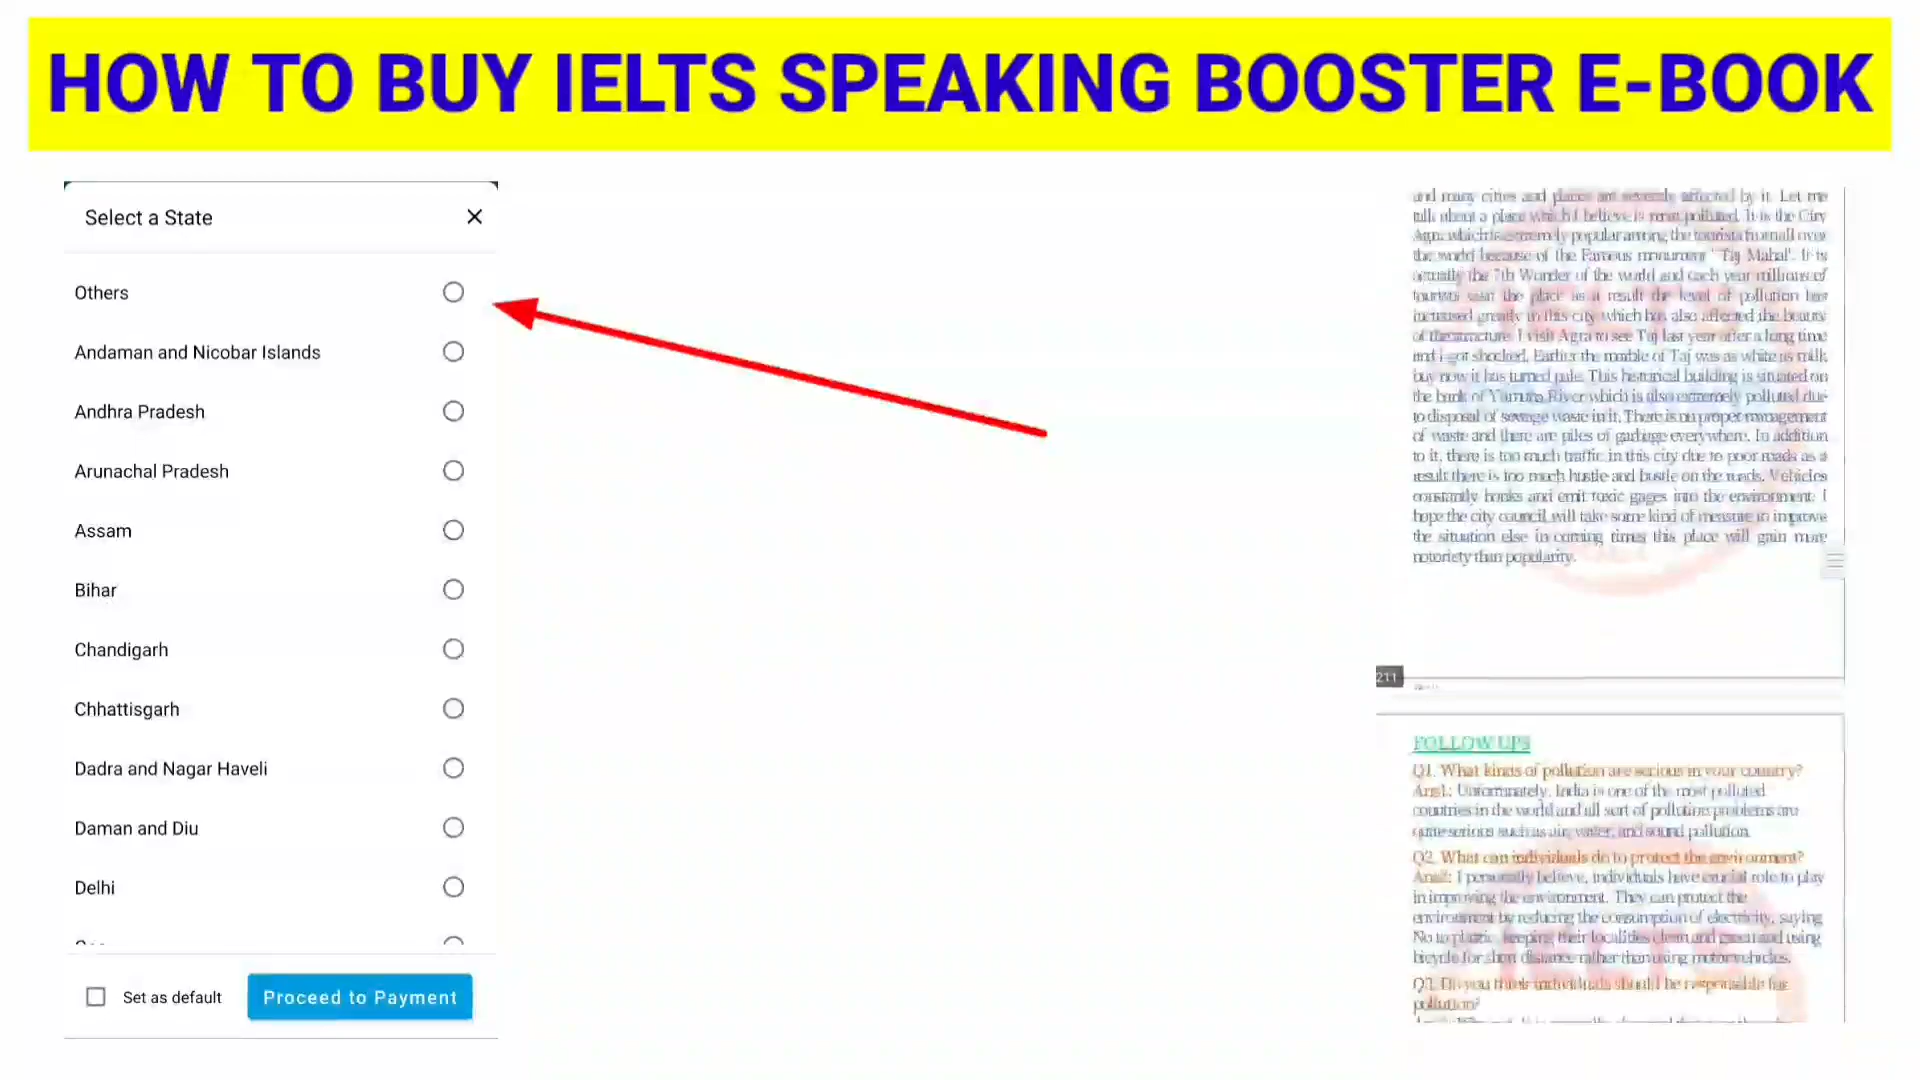 HOW TO BUY IELTS SPEAKING BOOSTER E-BOOK
Select a State
Others
Andaman and Nicobar Islands
Andhra Pradesh
Arunachal Pradesh
Assam
Bihar
Chandigarh
Chhattisgarh
Dadra and Nagar Haveli
Daman and Diu
Delhi
Set as default
Proceed to Payment
and many cities and places are severely affected by it. Let me
talk about a place which I believe is most polluted. It is the City
Agra which is extremely popular among the tourists from all over
the world because of the Famous monument ' Taj Mahal'. It is
actually the 7th Wonder of the world and each year millions of
tourists visit the place as a result the level of pollution has
increased greatly in this city which has also affected the beauty
of the structure. I visit Agra to see Taj last year after a long time
and i got shocked. Earlier the marble of Taj was as white as milk
buy now it has turned pale. This historical building is situated on
the bank of Yamuna River which is also extremely polluted due
to disposal of sewage waste in it. There is no proper management
of waste and there are piles of garbage everywhere. In addition
to it, there is too much traffic in this city due to poor roads as a
result there is too much hustle and bustle on the roads. Vehicles
constantly honks and emit toxic gages into the environment. I
hope the city council will take some kind of measure to improve
the situation else in coming times this place will gain more
notoriety than popularity.
211
FOLLOW UPS
Q1. What kinds of pollution are serious in your country?
Ans1: Unfortunately, India is one of the most polluted
countries in the world and all sort of pollution problems are
quite serious such as air, water, and sound pollution.
Q2. What can individuals do to protect the environment?
Ans2: I personally believe, individuals have crucial role to play
in improving the environment. They can protect the
environment by reducing the consumption of electricity, saying
No to plastic, keeping their localities clean and green and using
bicycle for short distance rather than using motor vehicles.
Q3. Do you think individuals should be responsible for
pollution?